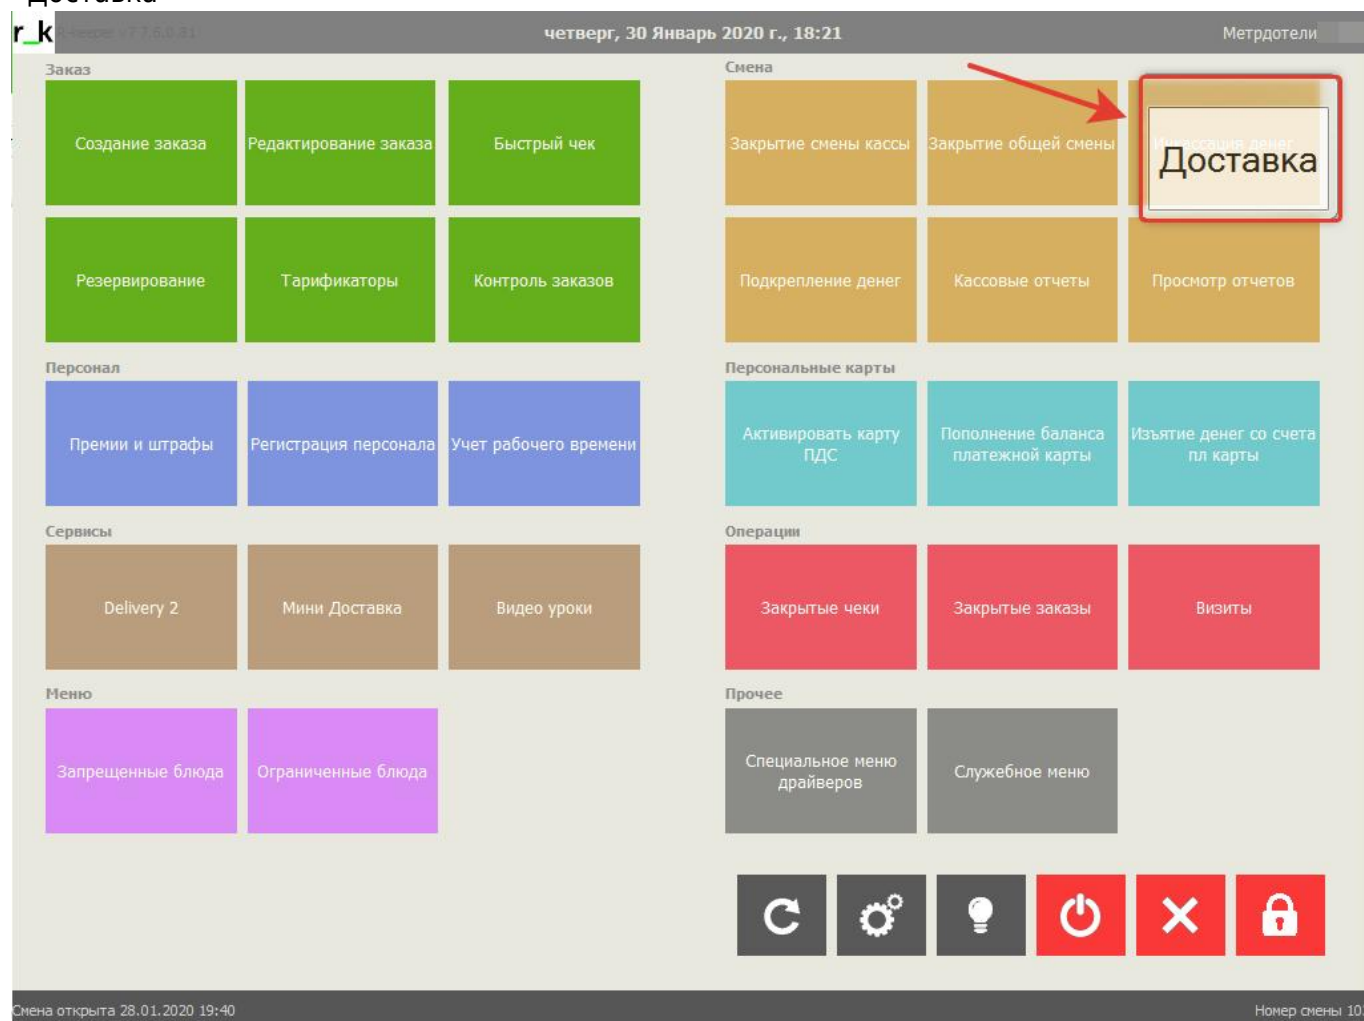 Доставка
r_k
четверг, 30 Январь 2020 г., 18:21
Метрдотели
Заказ
Создание заказа
Редактирование заказа
Быстрый чек
Резервирование
Тарификаторы
Контроль заказов
Смена
Закрытие смены кассы
Закрытие общей смены
Инкассация денег
Доставка
Подкрепление денег
Кассовые отчеты
Просмотр отчетов
Персонал
Премии и штрафы
Регистрация персонала
Учет рабочего времени
Персональные карты
Активировать карту
ПДС
Пополнение баланса
платежной карты
Изъятие денег со счета
пл карты
Сервисы
Delivery 2
Мини Доставка
Видео уроки
Операции
Закрытые чеки
Закрытые заказы
Визиты
Меню
Запрещенные блюда
Ограниченные блюда
Прочее
Специальное меню
драйверов
Служебное меню
Смена открыта 28.01.2020 19:40
Номер смены